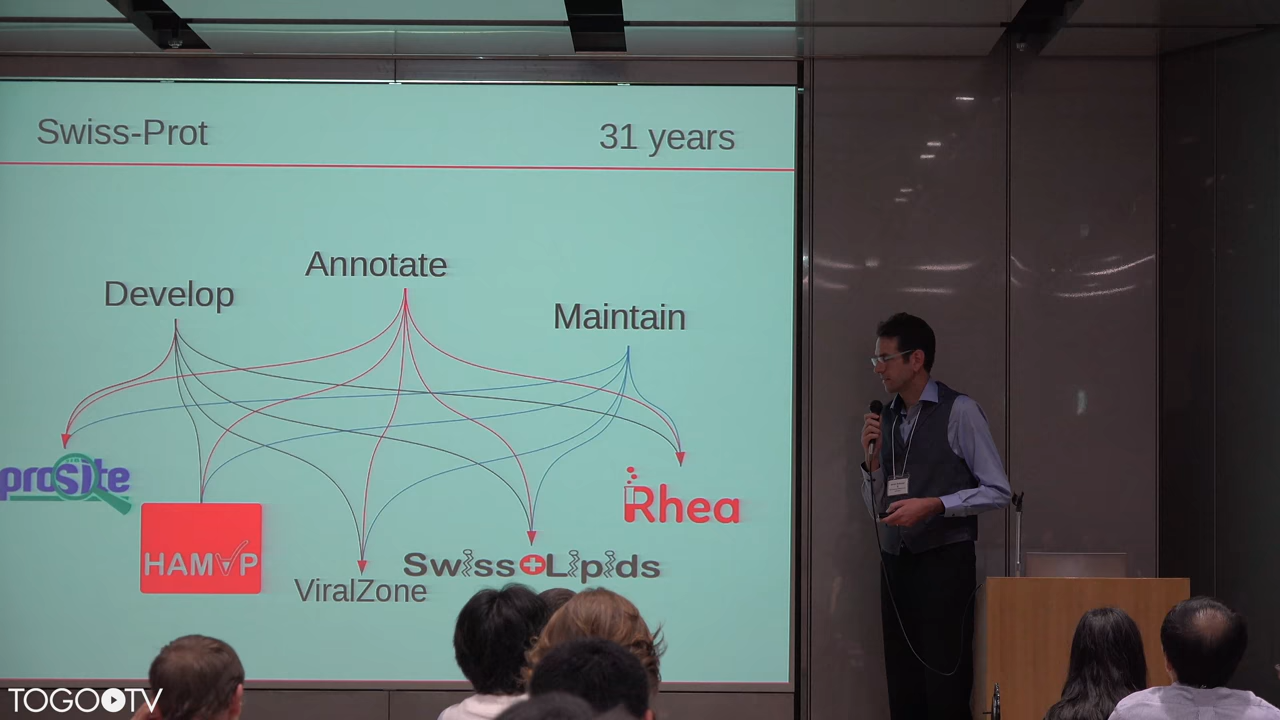 Swiss-Prot
31 years
Annotate
Develop
Maintain
prosite
Rhea
HAMAP
SwissLipids
ViralZone
TOGOTV